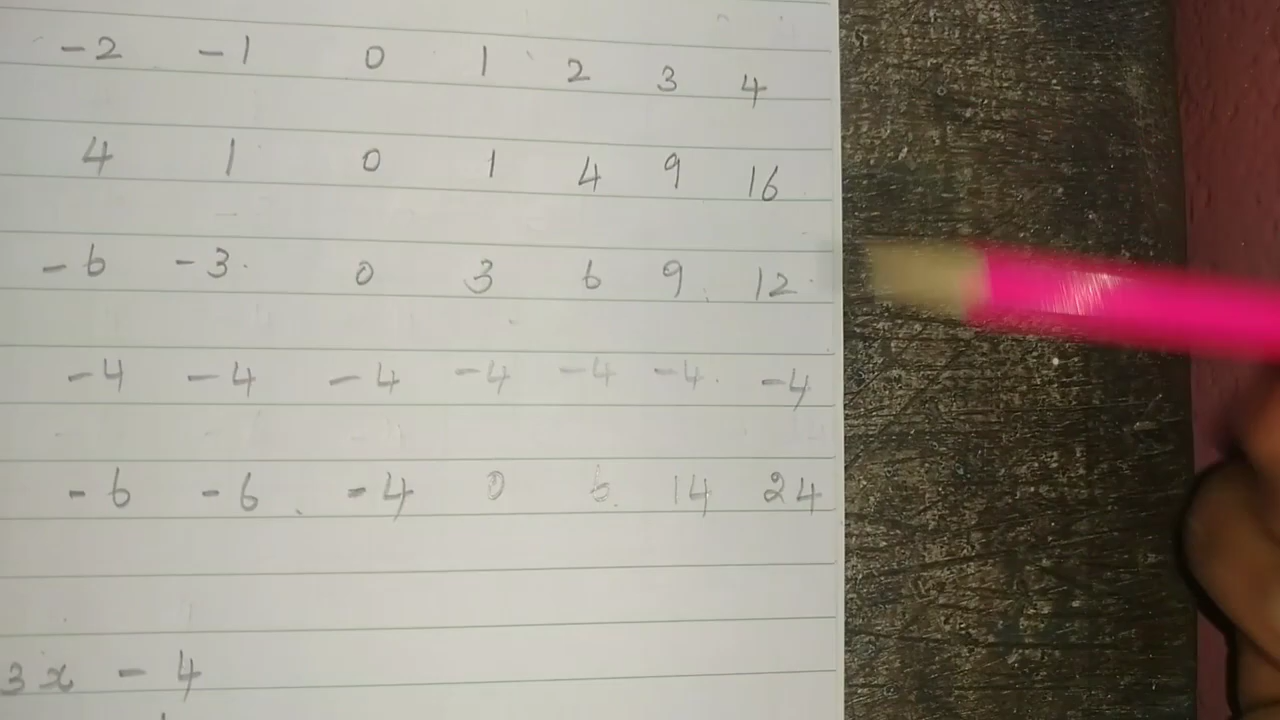 -2 -1 0 1 2 3 4
4 1 0 1 4 9 16
-6 -3 0 3 6 9 12
-4 -4 -4 -4 -4 -4 -4
-6 -6 -4 0 6 14 24
3x - 4